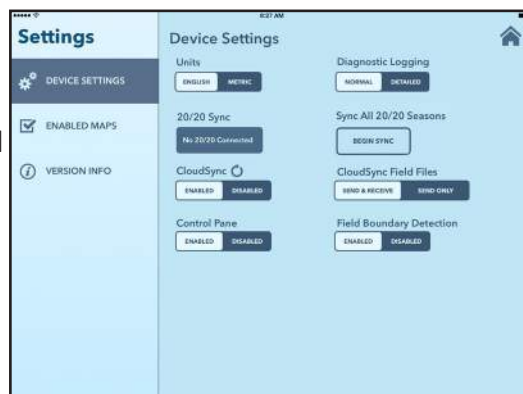 8:37 AM
Settings
Device Settings
DEVICE SETTINGS
ENABLED MAPS
VERSION INFO
Units
ENGLISH METRIC
Diagnostic Logging
NORMAL DETAILED
20/20 Sync
No 20/20 Connected
Sync All 20/20 Seasons
BEGIN SYNC
CloudSync
ENABLED DISABLED
CloudSync Field Files
SEND & RECEIVE SEND ONLY
Control Pane
ENABLED DISABLED
Field Boundary Detection
ENABLED DISABLED